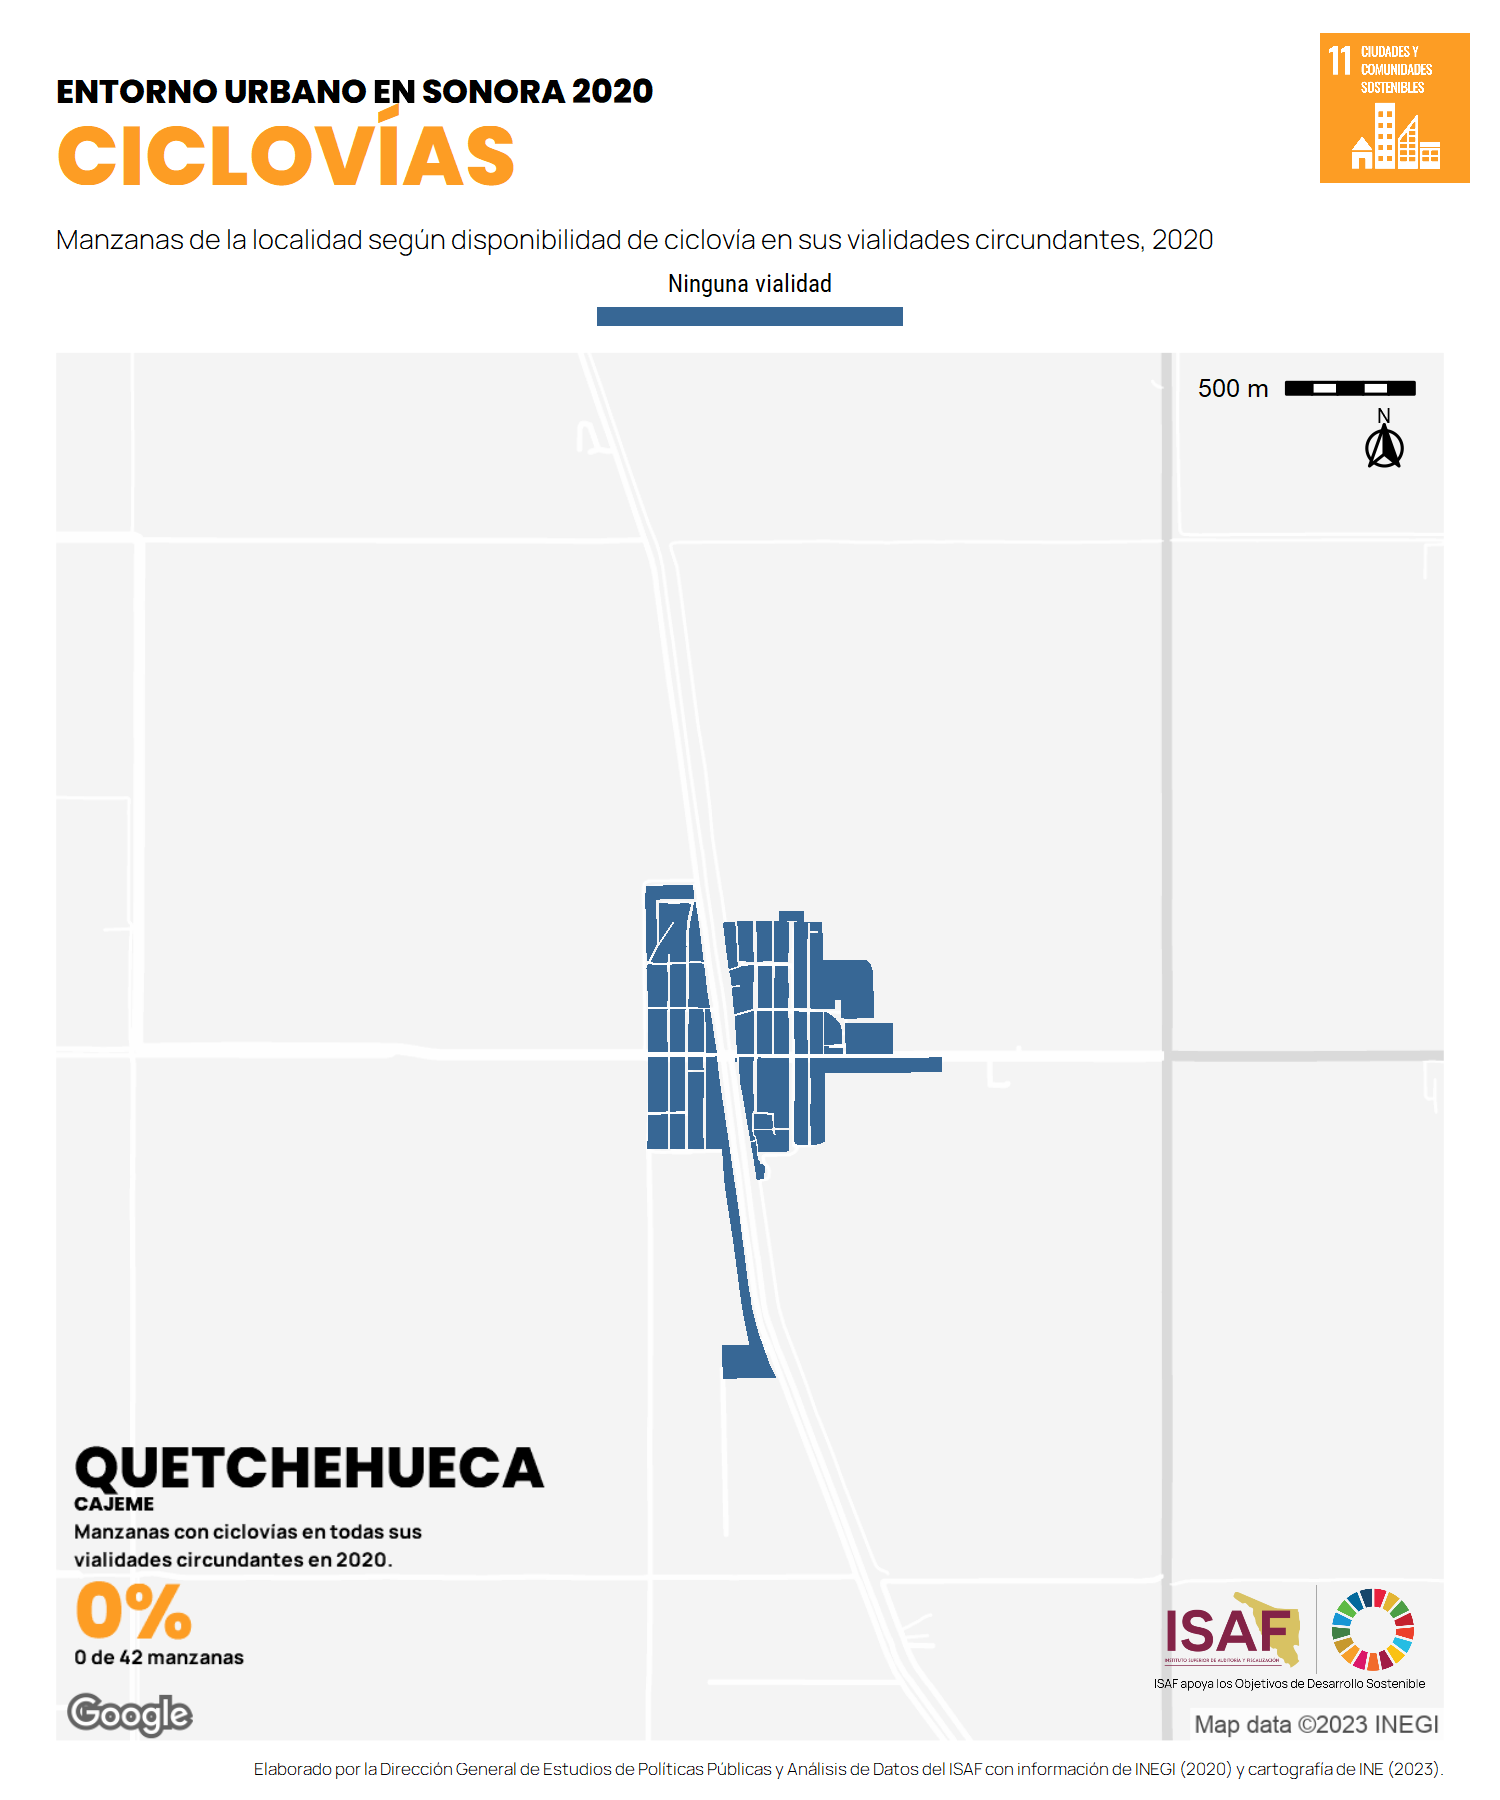 ENTORNO URBANO EN SONORA 2020
CICLOVÍAS
11 CIUDADES Y
COMUNIDADES
SOSTENIBLES
Manzanas de la localidad según disponibilidad de ciclovía en sus vialidades circundantes, 2020
Ninguna vialidad
500 m
N
QUETCHEHUECA
CAJEME
Manzanas con ciclovias en todas sus
vialidades circundantes en 2020.
0%
0 de 42 manzanas
Google
ISAF
INSTITUTO SUPERIOR DE AUDITORÍA Y FISCALIZACIÓN
ISAF apoya los Objetivos de Desarrollo Sostenible
Map data ©2023 INEGI
Elaborado por la Dirección General de Estudios de Políticas Públicas y Análisis de Datos del ISAF con información de INEGI (2020) y cartografía de INE (2023).